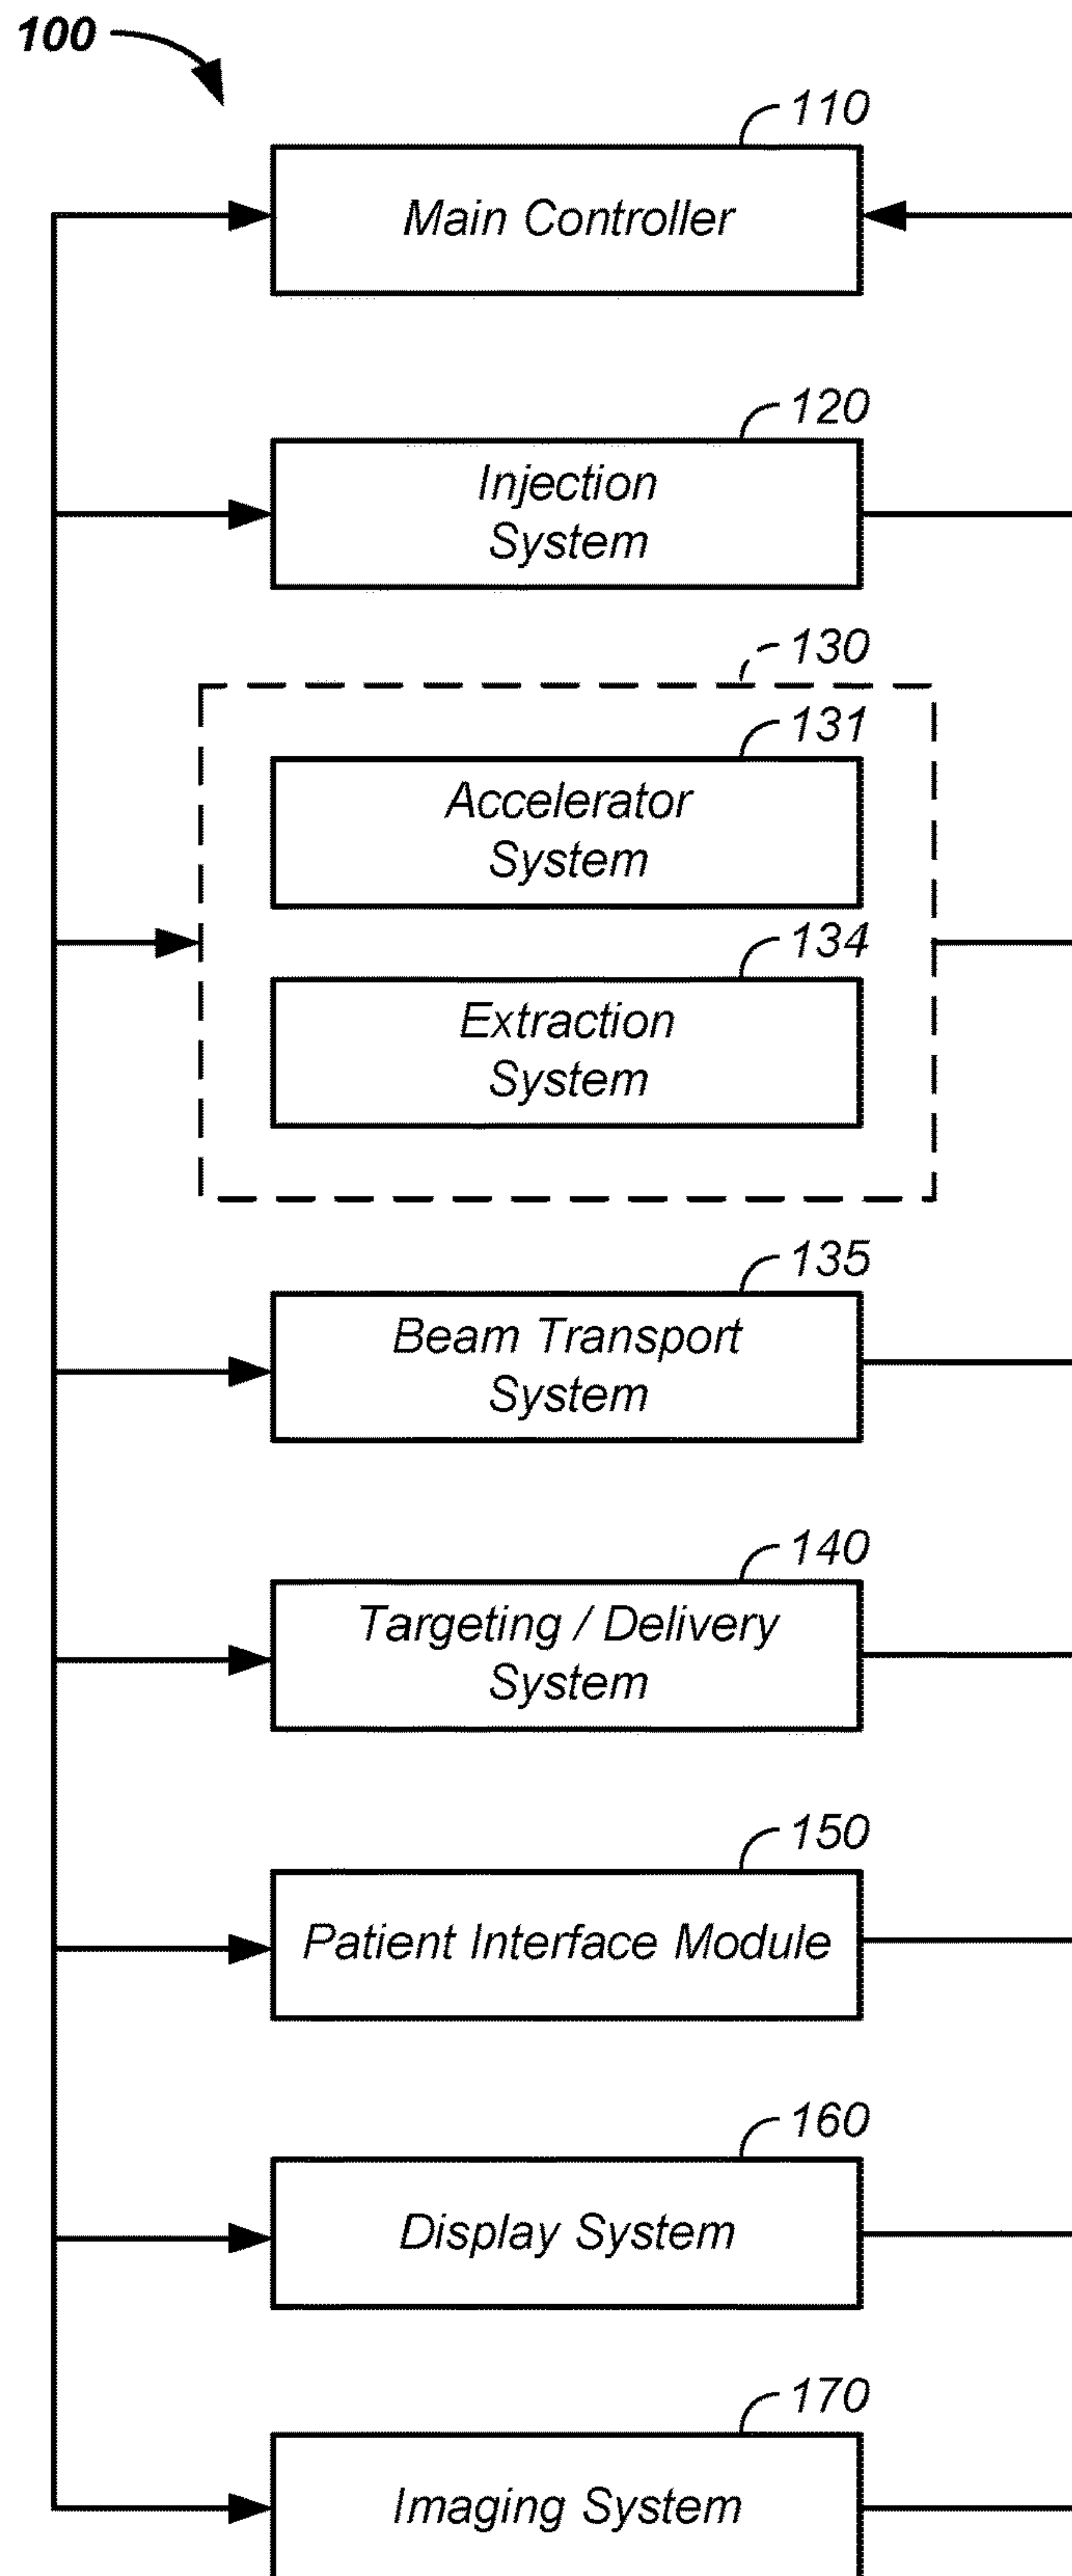 100
110
Main Controller
120
Injection
System
130
131
Accelerator
System
134
Extraction
System
135
Beam Transport
System
140
Targeting / Delivery
System
150
Patient Interface Module
160
Display System
170
Imaging System